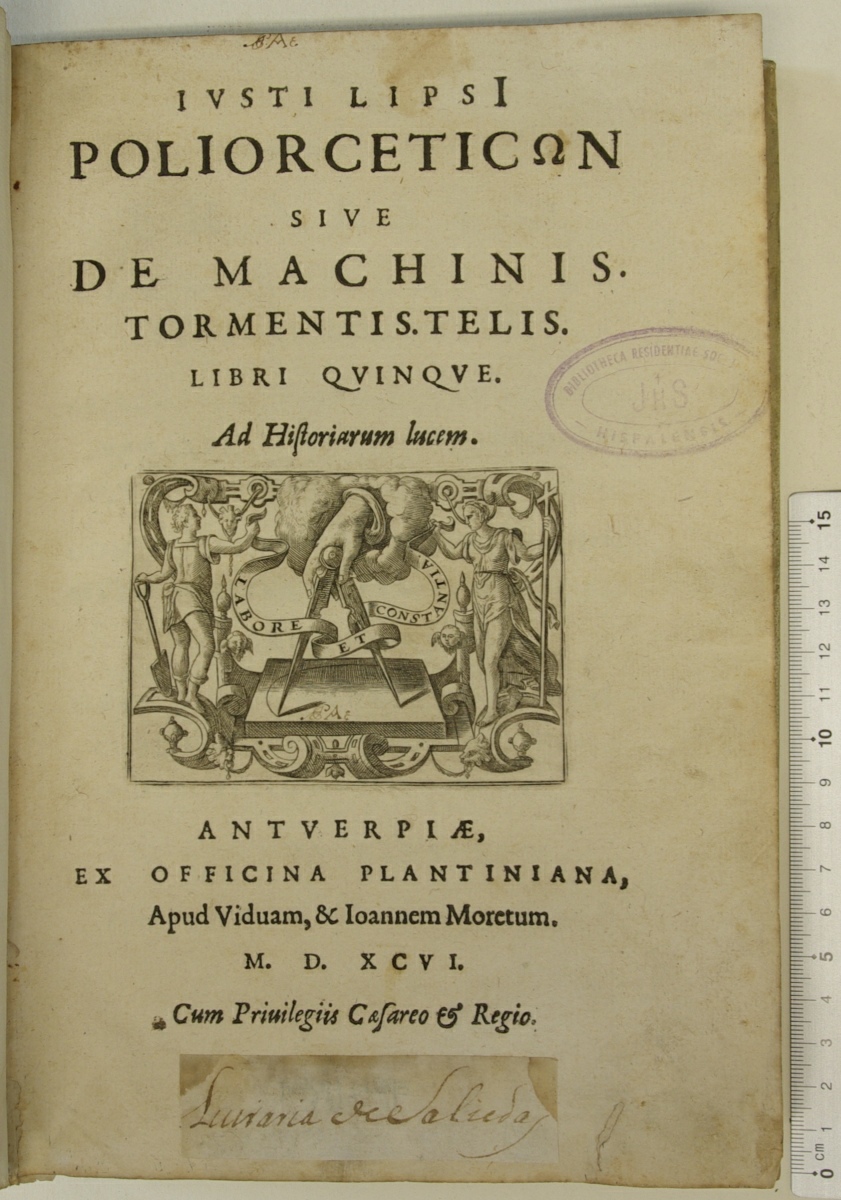 IVSTI LIPSI
POLIORCETICΩN
SIVE
DE MACHINIS.
TORMENTIS. TELIS.
LIBRI QVINQVE.
Ad Hiſtoriarum lucem.
BIBLIOTHECA RESIDENTIAE SOC.
JHS
HISPALENSIS
LABORE ET CONSTANTIA
ANTVERPIÆ,
EX OFFICINA PLANTINIANA,
Apud Viduam, & Ioannem Moretum.
M. D. XCVI.
Cum Priuilegiis Cæſareo & Regio.
de
15
14
13
12
11
10
9
8
7
6
5
4
3
2
1
cm
0